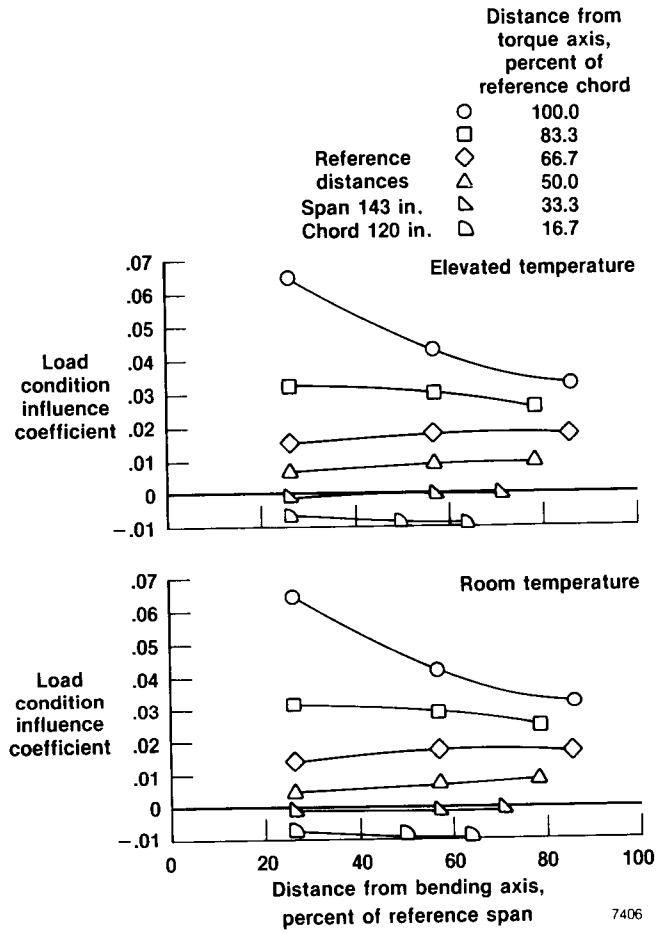 Distance from
torque axis,
percent of
reference chord
100.0
83.3
Reference 66.7
distances 50.0
Span 143 in. 33.3
Chord 120 in. 16.7
Elevated temperature
.07
.06
.05
.04
.03
.02
.01
0
−.01
Load
condition
influence
coefficient
Room temperature
.07
.06
.05
.04
.03
.02
.01
0
−.01
Load
condition
influence
coefficient
0 20 40 60 80 100
Distance from bending axis,
percent of reference span
7406